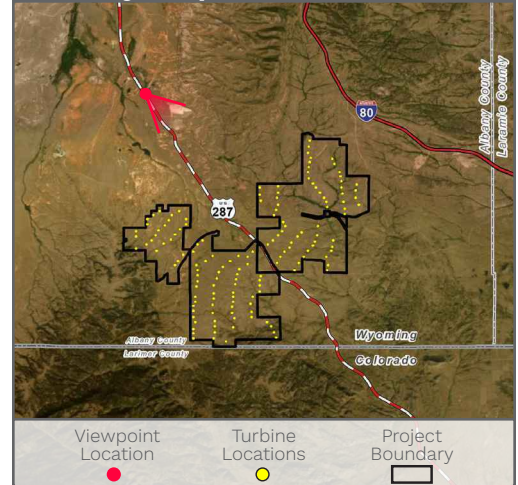 80
Albany County
Laramie County
U S
287
Albany County
Larimer County
Wyoming
Colorado
Viewpoint
Location
Turbine
Locations
Project
Boundary